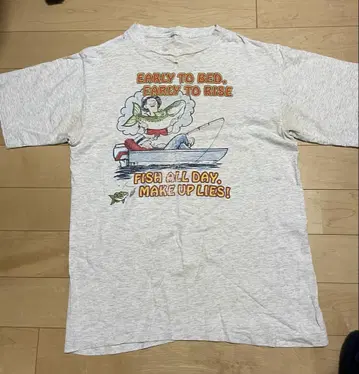 EARLY TO BED,
EARLY TO RISE
FISH ALL DAY,
MAKE UP LIES!